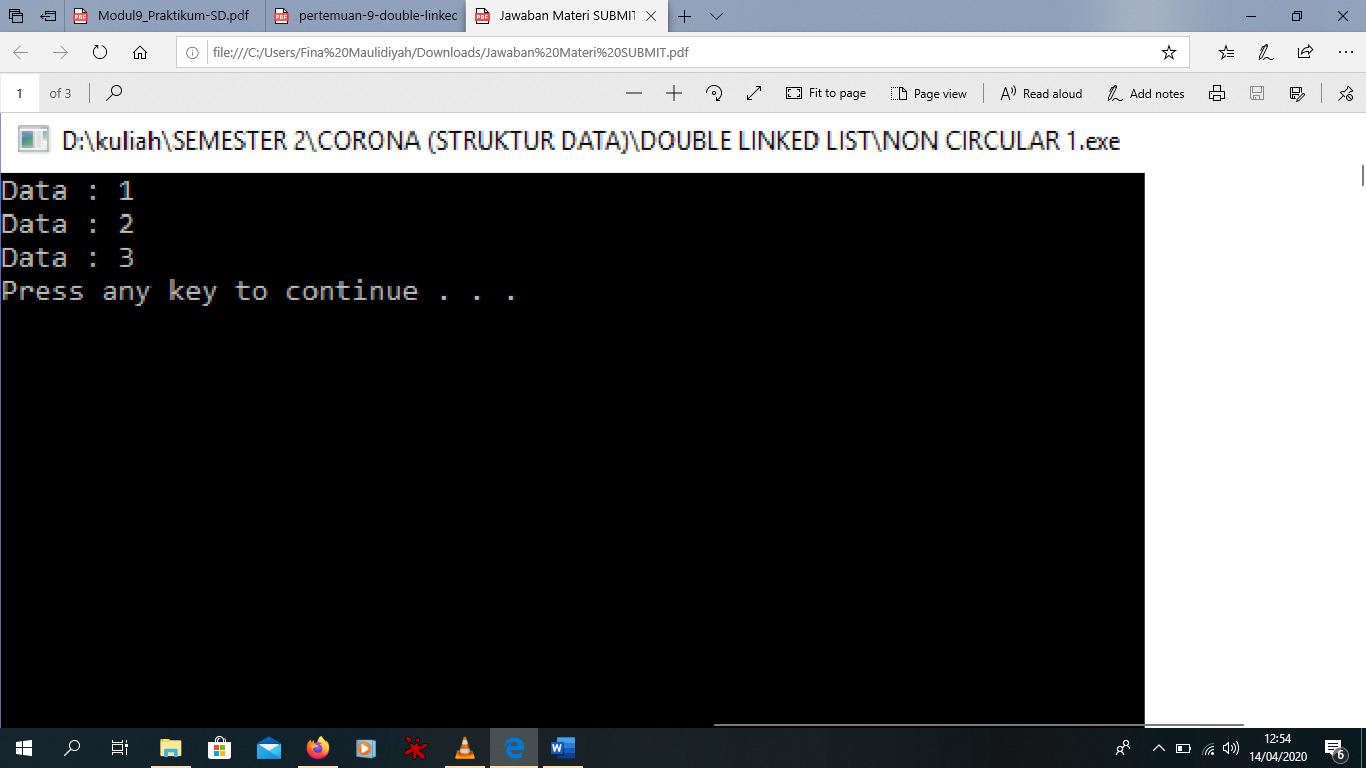 Modul9_Praktikum-SD.pdf
pertemuan-9-double-linkec
Jawaban Materi SUBMIT
file:///C:/Users/Fina%20Maulidiyah/Downloads/Jawaban%20Materi%20SUBMIT.pdf
1 of 3
Fit to page
Page view
Read aloud
Add notes
D:\kuliah\SEMESTER 2\CORONA (STRUKTUR DATA)\DOUBLE LINKED LIST\NON CIRCULAR 1.exe
Data : 1
Data : 2
Data : 3
Press any key to continue . . .
12:54
14/04/2020
6